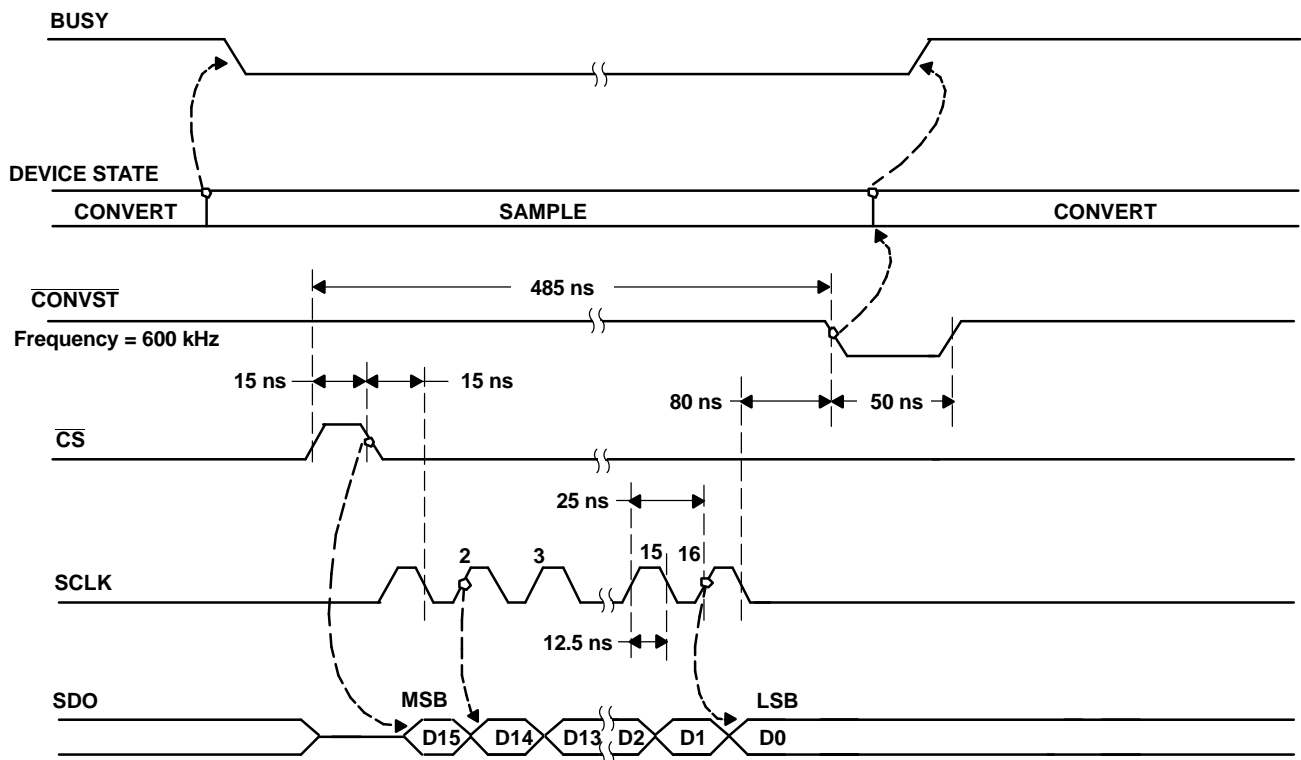 BUSY
DEVICE STATE
CONVERT SAMPLE CONVERT
485 ns
CONVST
Frequency = 600 kHz
15 ns 15 ns
80 ns 50 ns
CS
25 ns
2 3 15 16
SCLK
12.5 ns
SDO MSB LSB
D15 D14 D13 D2 D1 D0